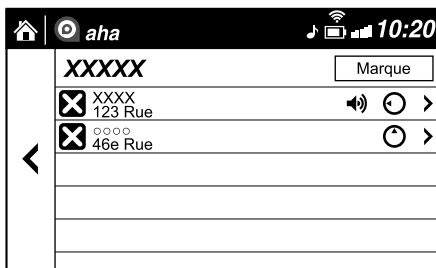 aha
10:20
XXXXX
Marque
XXXX
123 Rue
○○○○
46e Rue